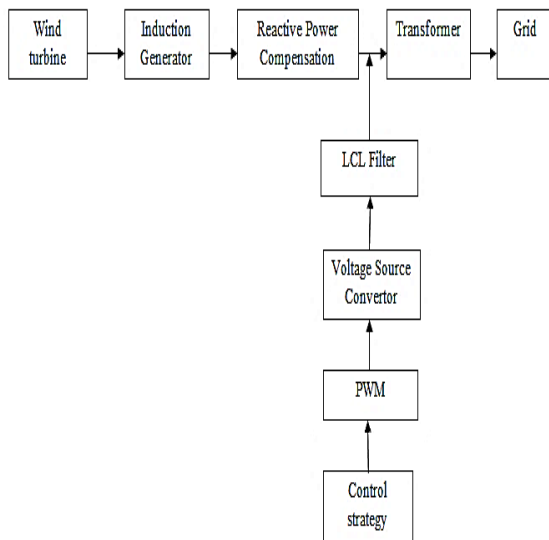 Wind
turbine
Induction
Generator
Reactive Power
Compensation
Transformer
Grid
LCL Filter
Voltage Source
Convertor
PWM
Control
strategy